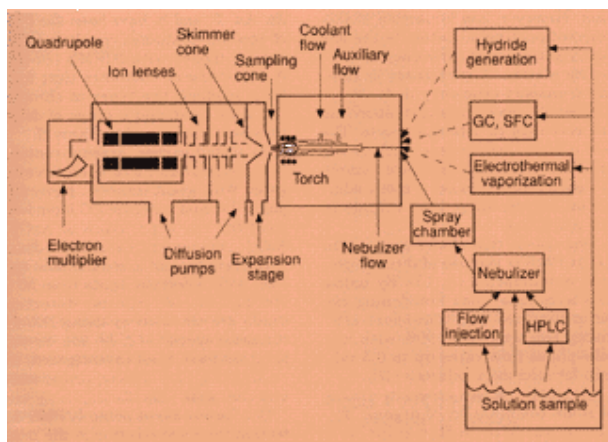 Quadrupole
Ion lenses
Skimmer
cone
Sampling
cone
Coolant
flow
Auxiliary
flow
Hydride
generation
GC, SFC
Electrothermal
vaporization
Torch
Electron
multiplier
Diffusion
pumps
Expansion
stage
Nebulizer
flow
Spray
chamber
Nebulizer
Flow
injection
HPLC
Solution sample